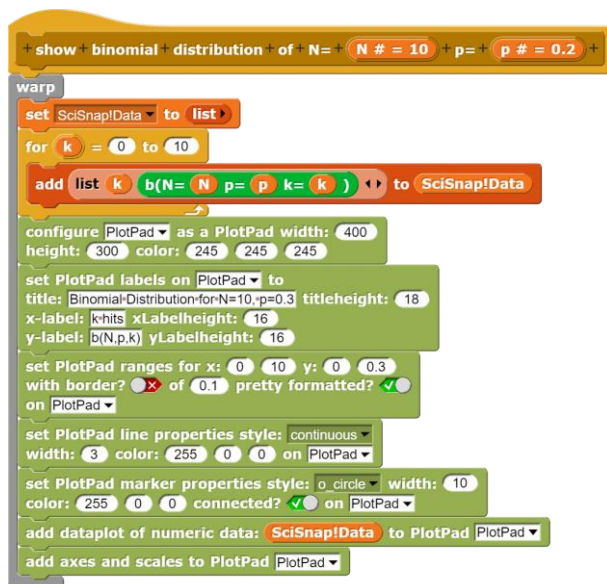 + show + binomial + distribution + of + N= + N # = 10 + p= + p # = 0.2 +
warp
set SciSnap!Data to list
for k = 0 to 10
add list k b(N= N p= p k= k ) to SciSnap!Data
configure PlotPad as a PlotPad width: 400
height: 300 color: 245 245 245
set PlotPad labels on PlotPad to
title: Binomial·Distribution·for·N=10,·p=0.3 titleheight: 18
x-label: k·hits xLabelheight: 16
y-label: b(N,p,k) yLabelheight: 16
set PlotPad ranges for x: 0 10 y: 0 0.3
with border? of 0.1 pretty formatted?
on PlotPad
set PlotPad line properties style: continuous
width: 3 color: 255 0 0 on PlotPad
set PlotPad marker properties style: o_circle width: 10
color: 255 0 0 connected? on PlotPad
add dataplot of numeric data: SciSnap!Data to PlotPad PlotPad
add axes and scales to PlotPad PlotPad